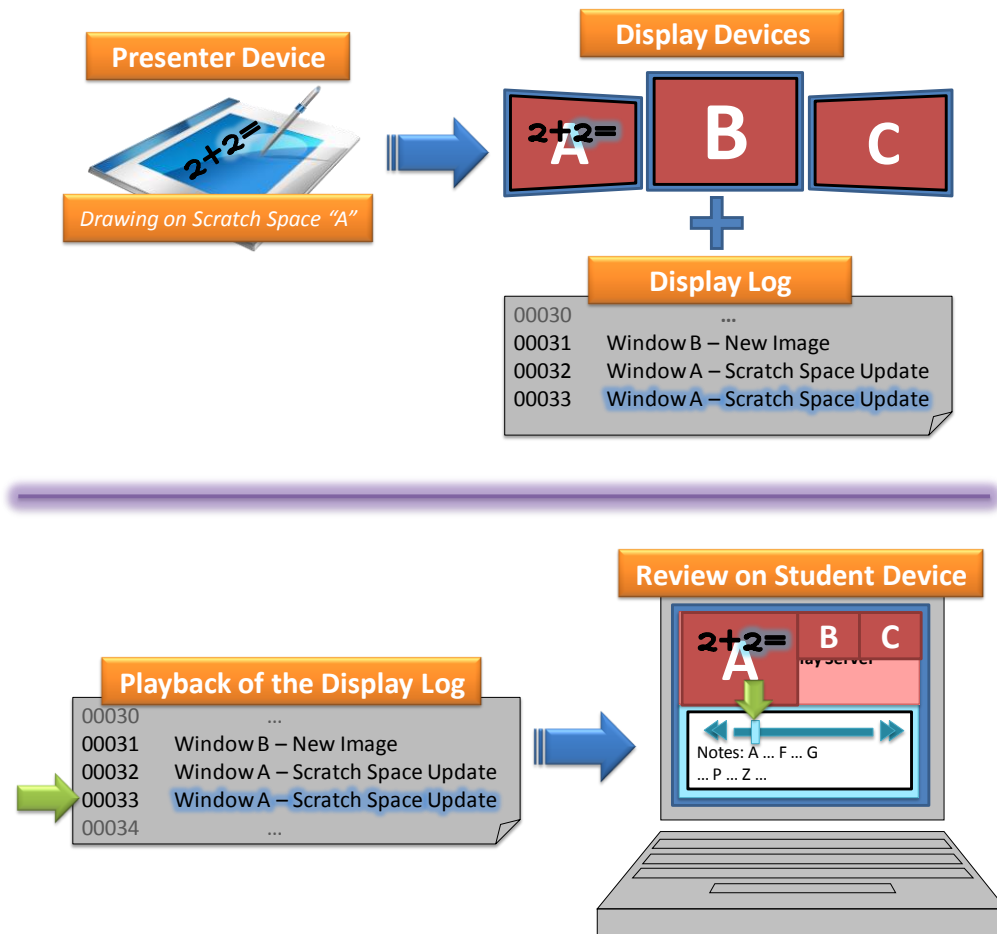 Presenter Device
2+2=
Drawing on Scratch Space “A”
Display Devices
2+2=
A
B
C
Display Log
00030 ...
00031 Window B – New Image
00032 Window A – Scratch Space Update
00033 Window A – Scratch Space Update
Playback of the Display Log
00030 ...
00031 Window B – New Image
00032 Window A – Scratch Space Update
00033 Window A – Scratch Space Update
00034 ...
Review on Student Device
2+2=
A
B
C
Server
Notes: A ... F ... G
... P ... Z ...